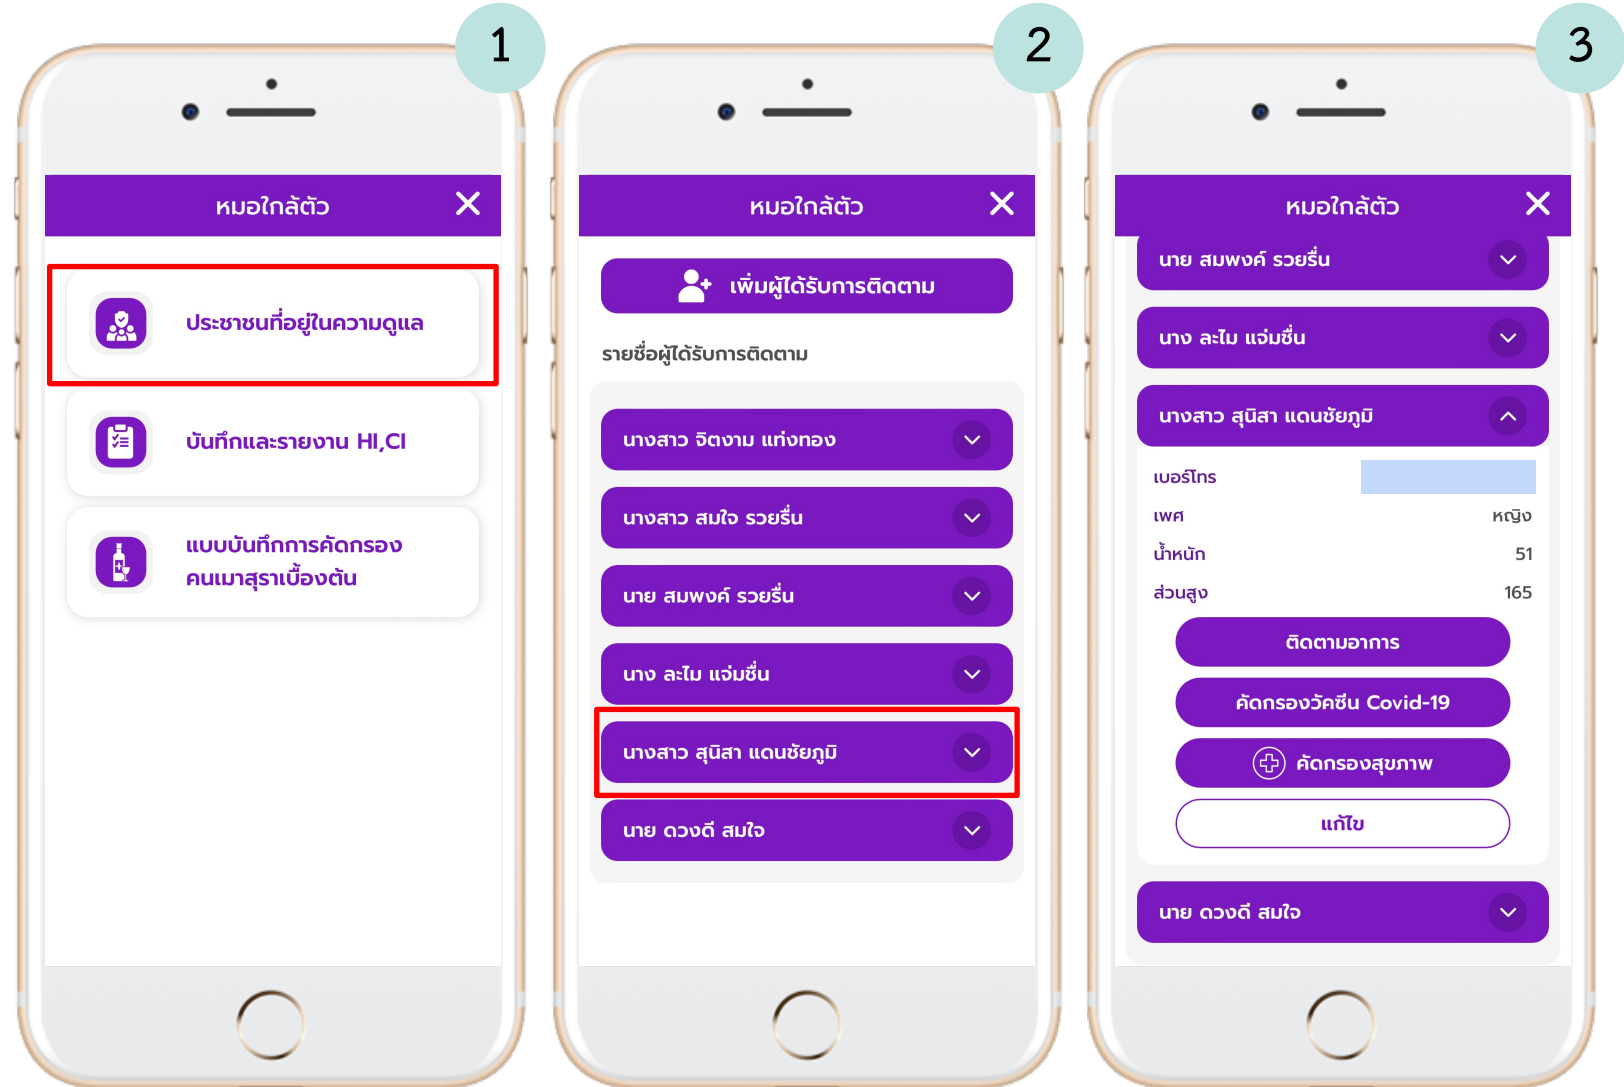 1
หมอใกล้ตัว
ประชาชนที่อยู่ในความดูแล
บันทึกและรายงาน HI,CI
แบบบันทึกการคัดกรอง
คนเมาสุราเบื้องต้น
2
หมอใกล้ตัว
เพิ่มผู้ได้รับการติดตาม
รายชื่อผู้ได้รับการติดตาม
นางสาว จิตงาม แท่งทอง
นางสาว สมใจ รวยรื่น
นาย สมพงศ์ รวยรื่น
นาง ละไม แจ่มชื่น
นางสาว สุนิสา แดนชัยภูมิ
นาย ดวงดี สมใจ
3
หมอใกล้ตัว
นาย สมพงศ์ รวยรื่น
นาง ละไม แจ่มชื่น
นางสาว สุนิสา แดนชัยภูมิ
เบอร์โทร
เพศ หญิง
น้ำหนัก 51
ส่วนสูง 165
ติดตามอาการ
คัดกรองวัคซีน Covid-19
คัดกรองสุขภาพ
แก้ไข
นาย ดวงดี สมใจ